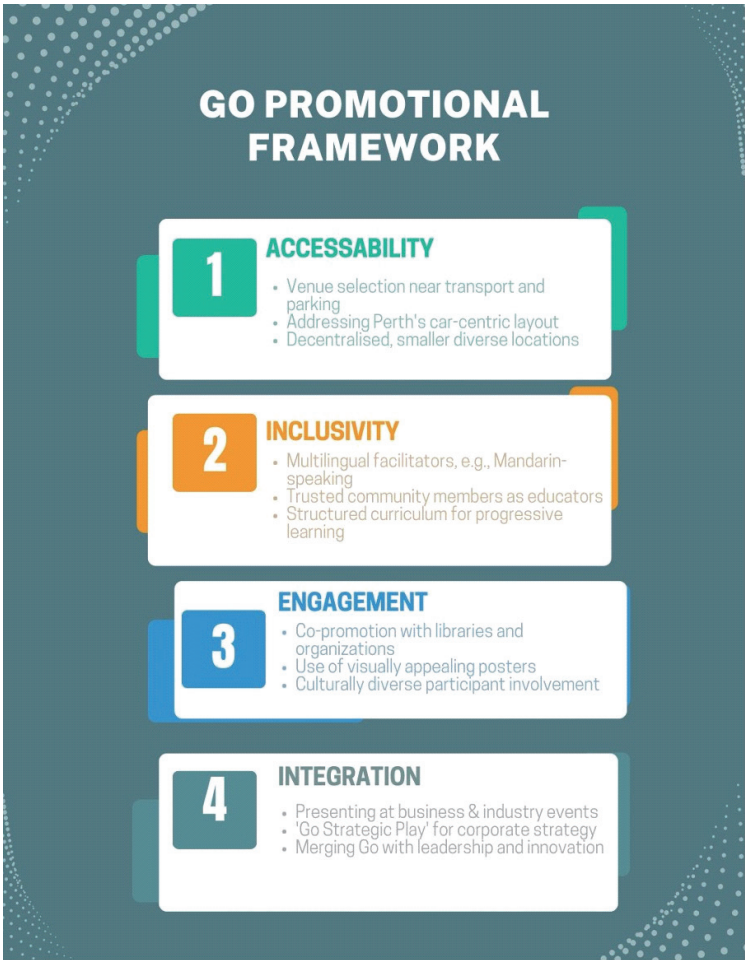 GO PROMOTIONAL
FRAMEWORK
1
ACCESSABILITY
• Venue selection near transport and
parking
• Addressing Perth's car-centric layout
• Decentralised, smaller diverse locations
2
INCLUSIVITY
• Multilingual facilitators, e.g., Mandarin-
speaking
• Trusted community members as educators
• Structured curriculum for progressive
learning
3
ENGAGEMENT
• Co-promotion with libraries and
organizations
• Use of visually appealing posters
• Culturally diverse participant involvement
4
INTEGRATION
• Presenting at business & industry events
• 'Go Strategic Play' for corporate strategy
• Merging Go with leadership and innovation